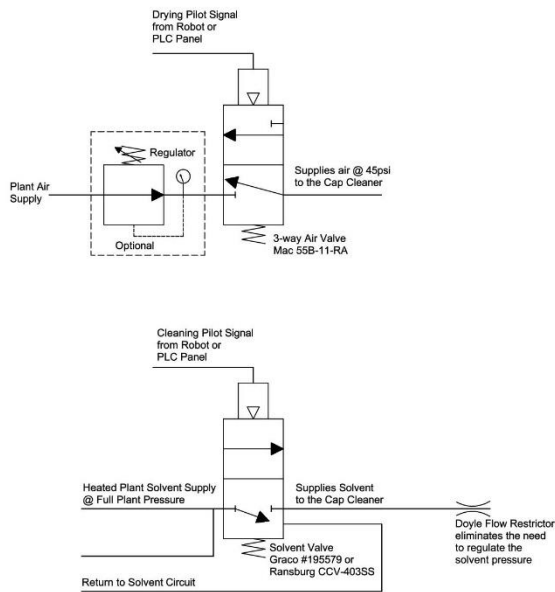 Drying Pilot Signal
from Robot or
PLC Panel
Regulator
Plant Air
Supply
Supplies air @ 45psi
to the Cap Cleaner
Optional
3-way Air Valve
Mac 55B-11-RA
Cleaning Pilot Signal
from Robot or
PLC Panel
Heated Plant Solvent Supply
@ Full Plant Pressure
Supplies Solvent
to the Cap Cleaner
Doyle Flow Restrictor
eliminates the need
to regulate the
solvent pressure
Solvent Valve
Graco #195579 or
Ransburg CCV-403SS
Return to Solvent Circuit